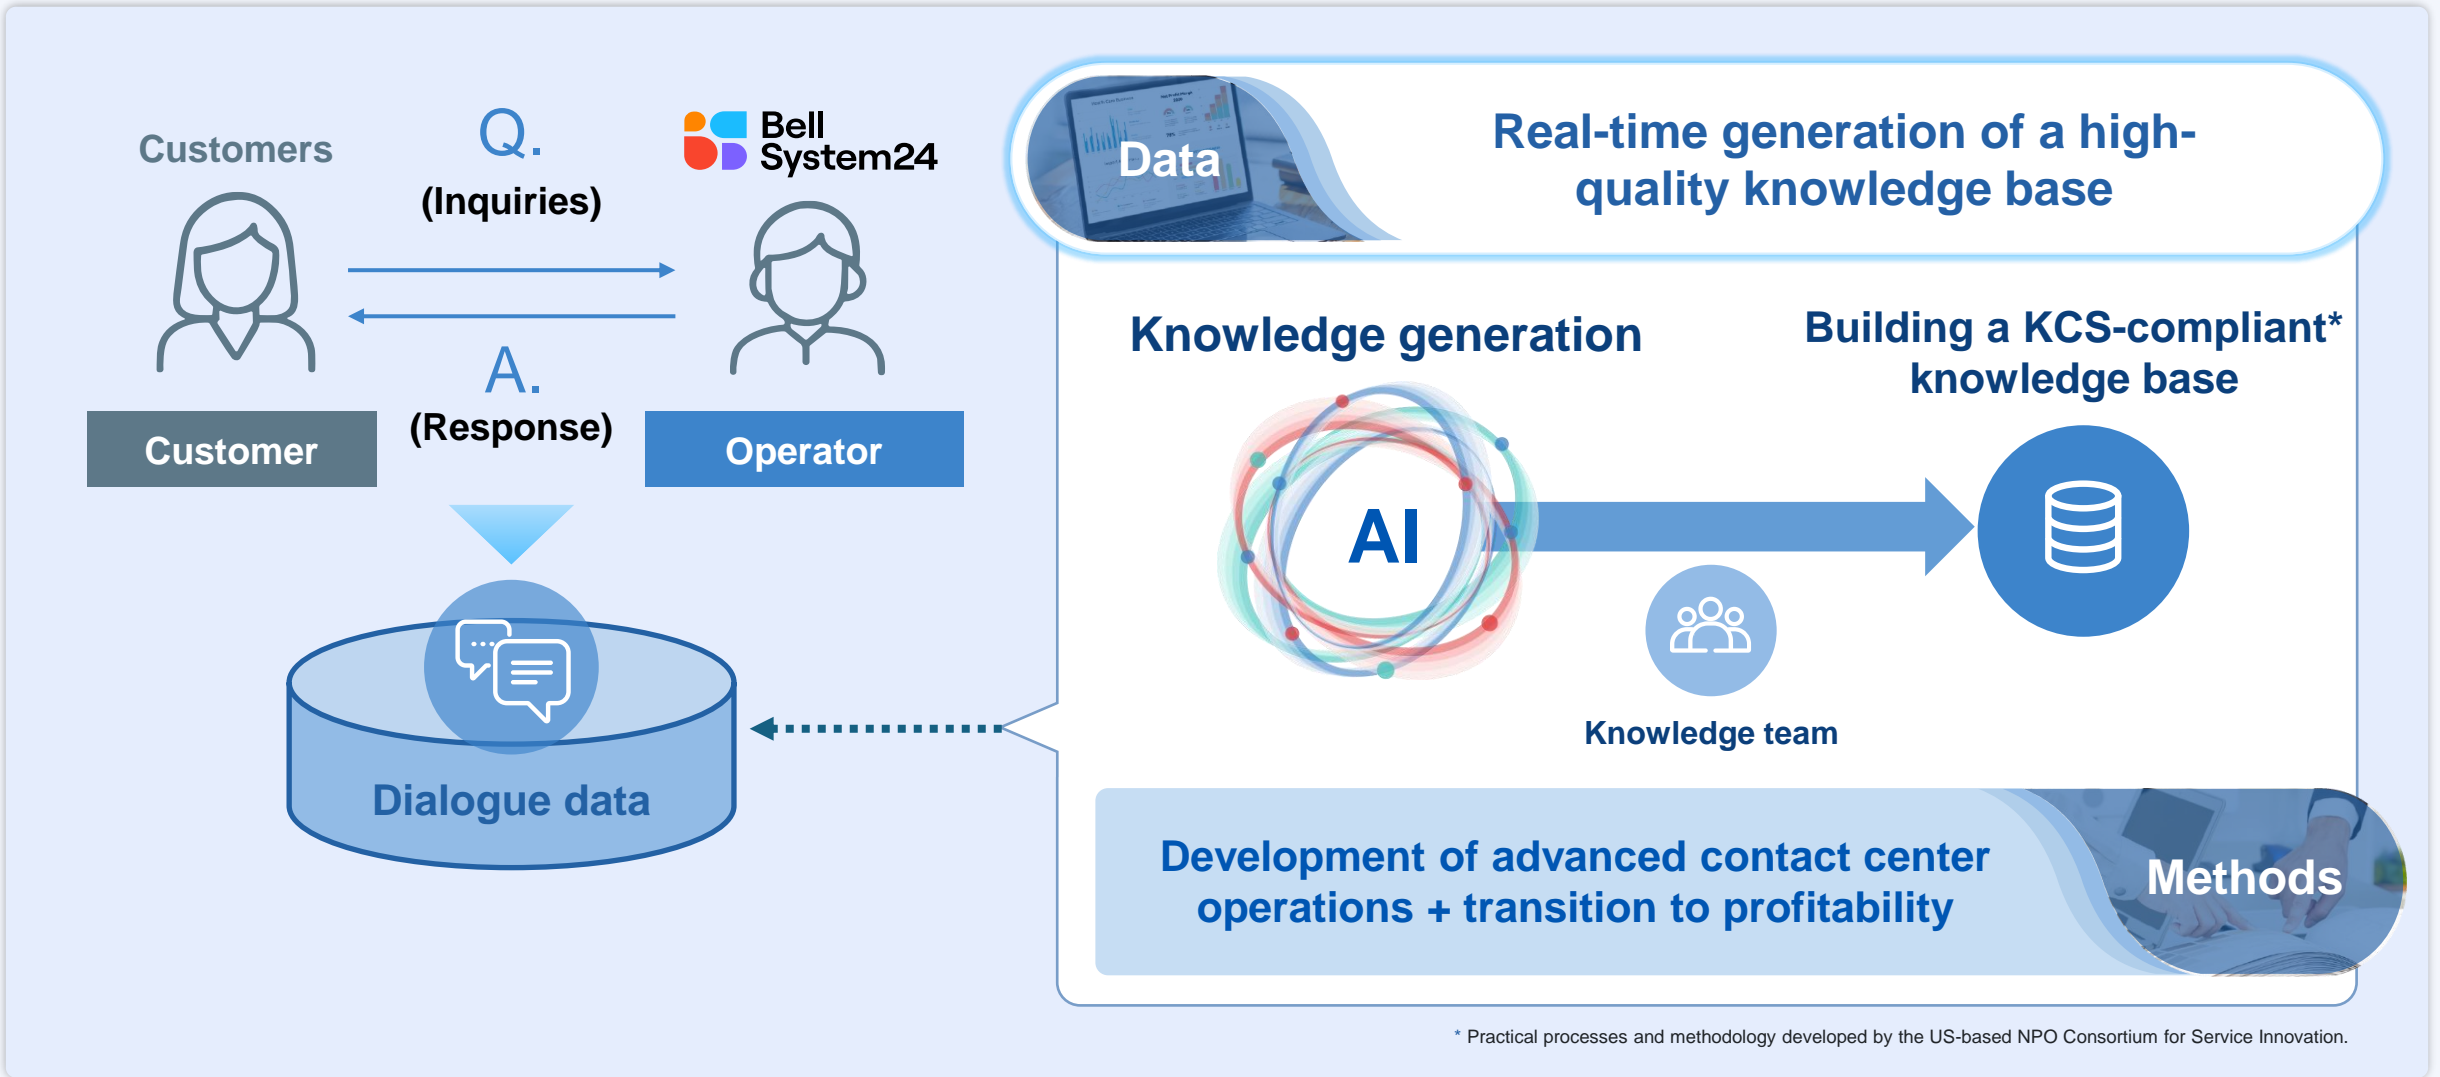 Customers
Q.
(Inquiries)
Bell
System24
A.
(Response)
Customer
Operator
Dialogue data
Data
Real-time generation of a high-
quality knowledge base
Knowledge generation
Building a KCS-compliant*
knowledge base
AI
Knowledge team
Development of advanced contact center
operations + transition to profitability
Methods
* Practical processes and methodology developed by the US-based NPO Consortium for Service Innovation.